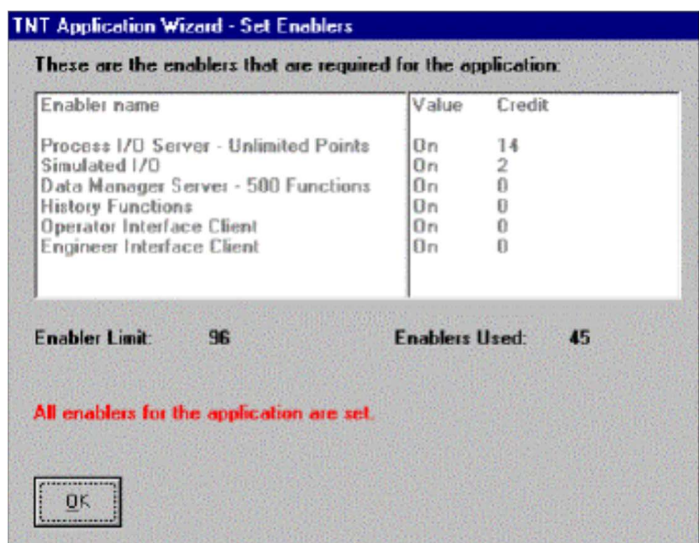 TNT Application Wizard - Set Enablers
These are the enablers that are required for the application:
Enabler name Value Credit
Process I/O Server - Unlimited Points On 14
Simulated I/O On 2
Data Manager Server - 500 Functions On 0
History Functions On 0
Operator Interface Client On 0
Engineer Interface Client On 0
Enabler Limit: 96 Enablers Used: 45
All enablers for the application are set.
OK